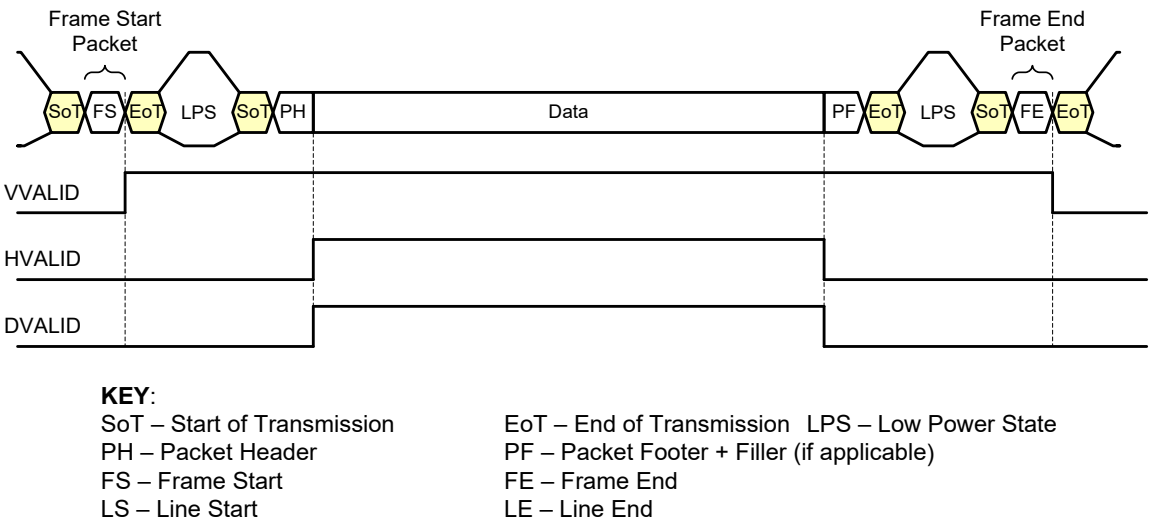 Frame Start
Packet
Frame End
Packet
SoT FS EoT LPS SoT PH Data PF EoT LPS SoT FE EoT
VVALID
HVALID
DVALID
KEY:
SoT – Start of Transmission EoT – End of Transmission LPS – Low Power State
PH – Packet Header PF – Packet Footer + Filler (if applicable)
FS – Frame Start FE – Frame End
LS – Line Start LE – Line End